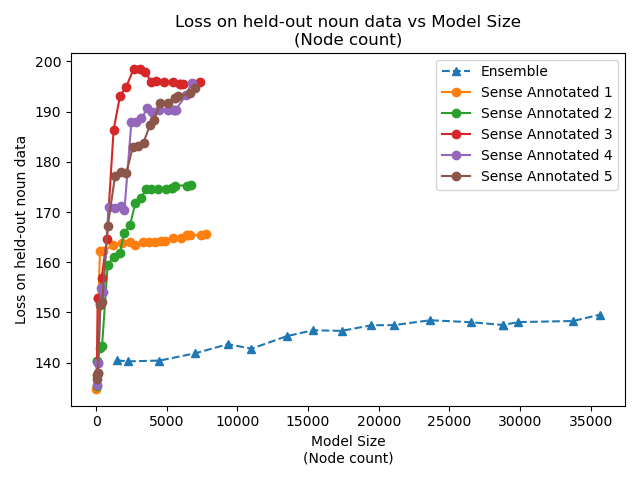 Loss on held-out noun data vs Model Size
(Node count)
Loss on held-out noun data
200
190
180
170
160
150
140
Ensemble
Sense Annotated 1
Sense Annotated 2
Sense Annotated 3
Sense Annotated 4
Sense Annotated 5
0 5000 10000 15000 20000 25000 30000 35000
Model Size
(Node count)